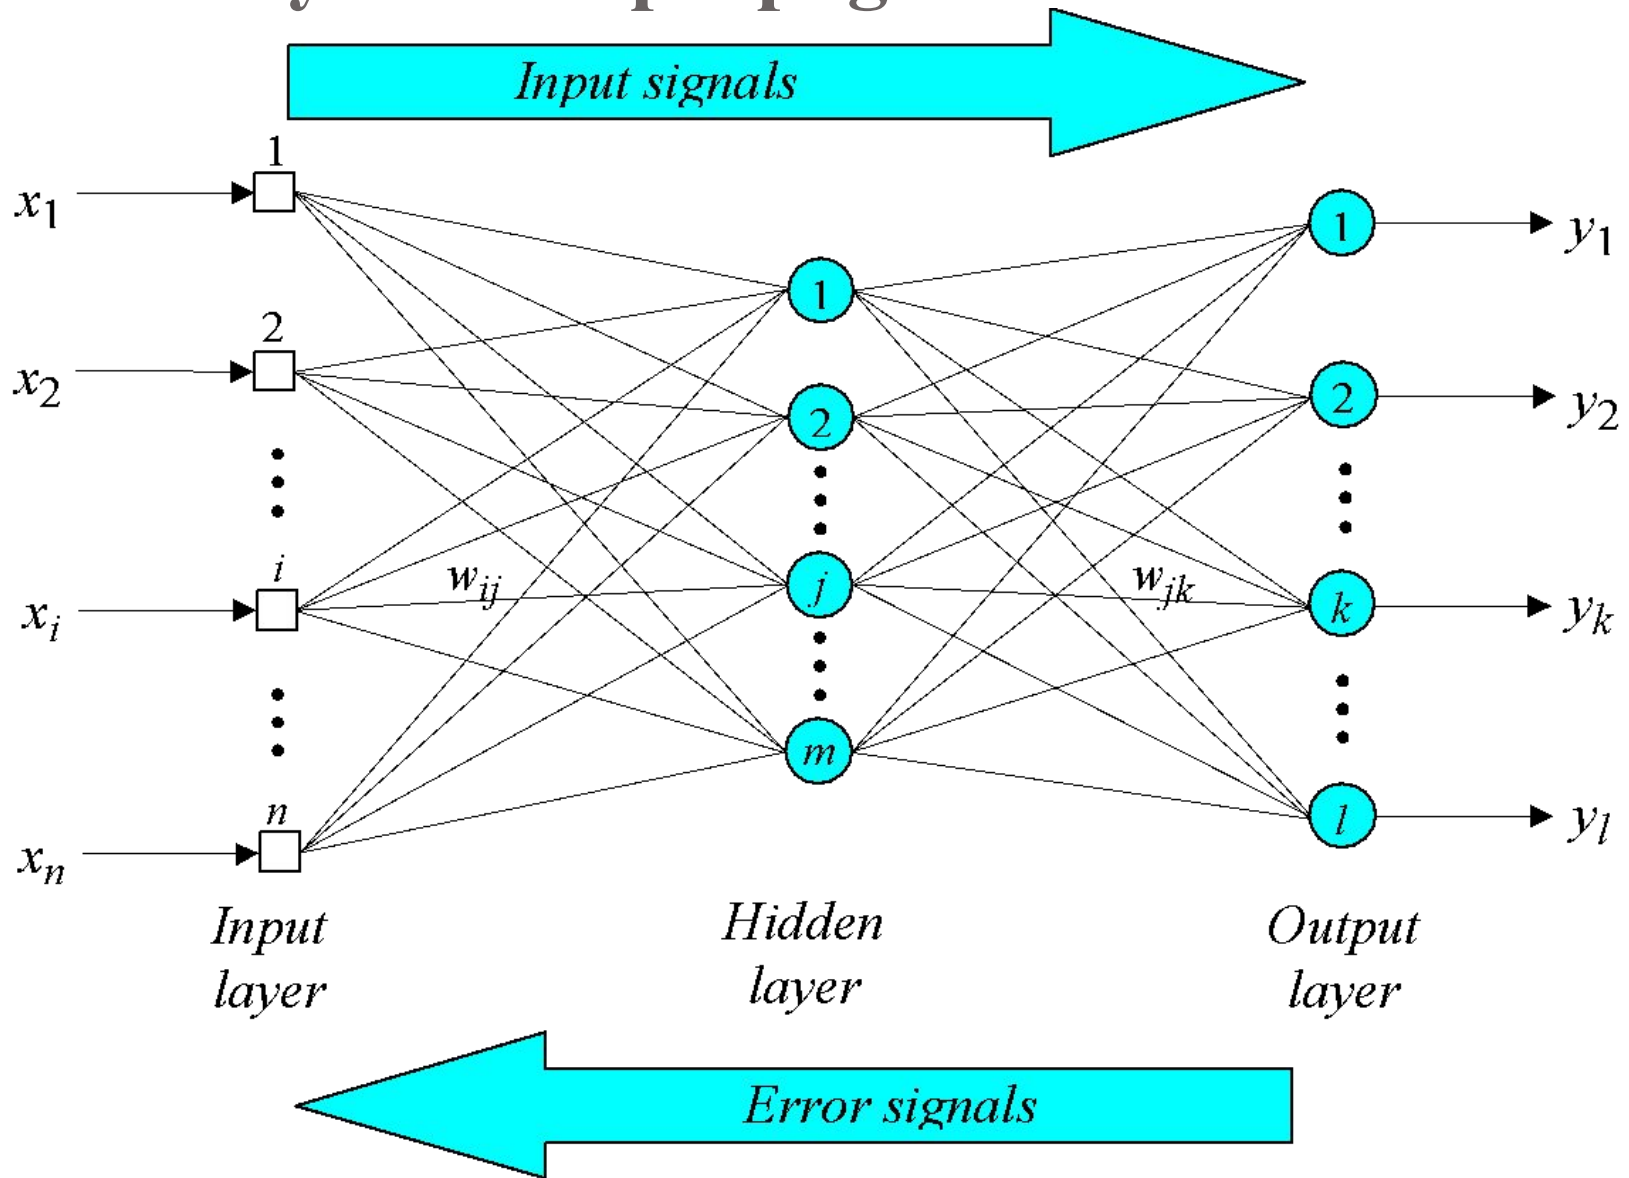 Input signals
1
x1
1
y1
1
2
x2
2
y2
2
i
xi
wij
j
wjk
k
yk
m
n
xn
l
yl
Input layer
Hidden layer
Output layer
Error signals